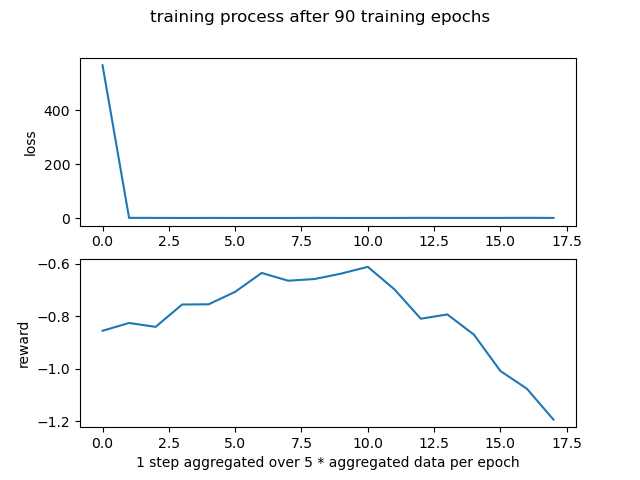 training process after 90 training epochs
loss
400
200
0
0.0 2.5 5.0 7.5 10.0 12.5 15.0 17.5
reward
−0.6
−0.8
−1.0
−1.2
0.0 2.5 5.0 7.5 10.0 12.5 15.0 17.5
1 step aggregated over 5 * aggregated data per epoch